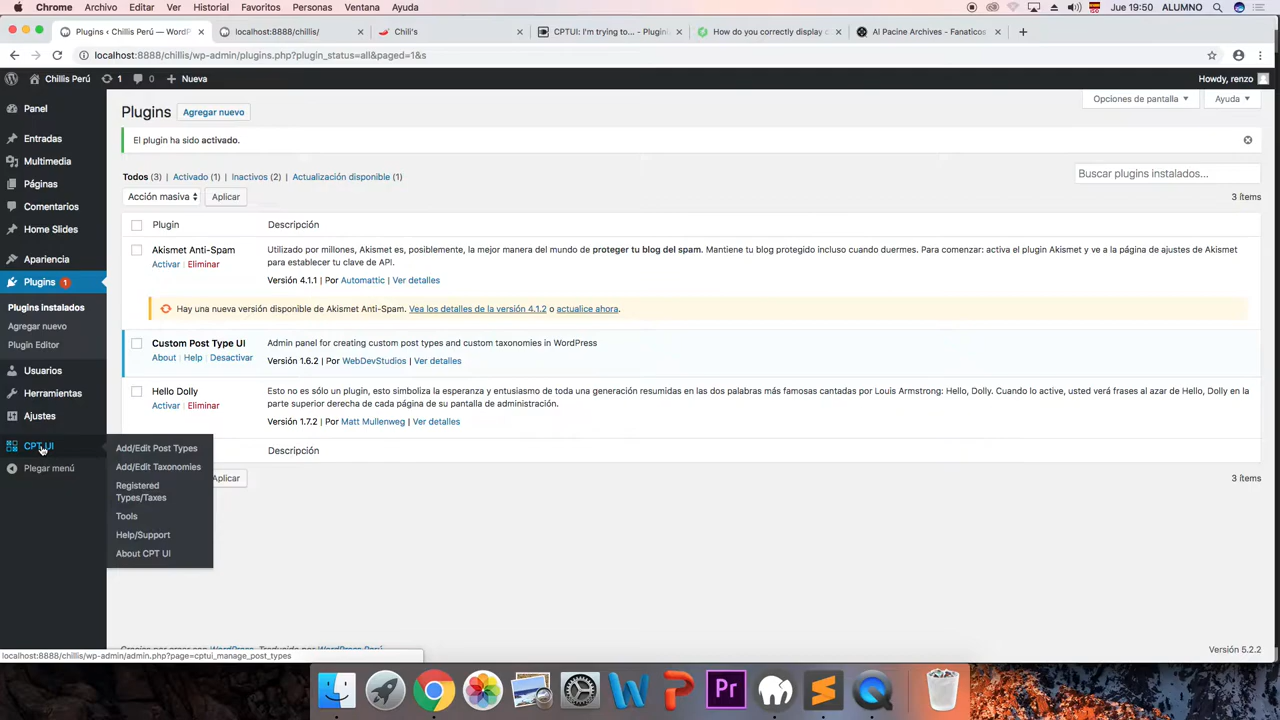 Chrome Archivo Editar Ver Historial Favoritos Personas Ventana Ayuda Jue 19:50 ALUMNO
Plugins ‹ Chillis Perú — WordP × localhost:8888/chillis/ × Chili's × CPTUI: I'm trying to... - Plugin × How do you correctly display c × Al Pacine Archives - Fanaticos ×
localhost:8888/chillis/wp-admin/plugins.php?plugin_status=all&paged=1&s
Chillis Perú 1 0 + Nueva Howdy, renzo
Panel
Entradas
Multimedia
Páginas
Comentarios
Home Slides
Apariencia
Plugins 1
Plugins instalados
Agregar nuevo
Plugin Editor
Usuarios
Herramientas
Ajustes
CPT UI
Plegar menú
Add/Edit Post Types
Add/Edit Taxonomies
Registered
Types/Taxes
Tools
Help/Support
About CPT UI
Opciones de pantalla Ayuda
Plugins Agregar nuevo
El plugin ha sido activado.
Todos (3) | Activado (1) | Inactivos (2) | Actualización disponible (1)
Buscar plugins instalados...
Acción masiva Aplicar 3 ítems
Plugin Descripción
Akismet Anti-Spam
Activar | Eliminar
Utilizado por millones, Akismet es, posiblemente, la mejor manera del mundo de proteger tu blog del spam. Mantiene tu blog protegido incluso cuando duermes. Para comenzar: activa el plugin Akismet y ve a la página de ajustes de Akismet
para establecer tu clave de API.
Versión 4.1.1 | Por Automattic | Ver detalles
Hay una nueva versión disponible de Akismet Anti-Spam. Vea los detalles de la versión 4.1.2 o actualice ahora.
Custom Post Type UI
About | Help | Desactivar
Admin panel for creating custom post types and custom taxonomies in WordPress
Versión 1.6.2 | Por WebDevStudios | Ver detalles
Hello Dolly
Activar | Eliminar
Esto no es sólo un plugin, esto simboliza la esperanza y entusiasmo de toda una generación resumidas en las dos palabras más famosas cantadas por Louis Armstrong: Hello, Dolly. Cuando lo active, usted verá frases al azar de Hello, Dolly en la
parte superior derecha de cada página de su pantalla de administración.
Versión 1.7.2 | Por Matt Mullenweg | Ver detalles
Descripción
Aplicar 3 ítems
Gracias por crear con WordPress. Traducido por WordPress Perú.
Versión 5.2.2
localhost:8888/chillis/wp-admin/admin.php?page=cptui_manage_post_types